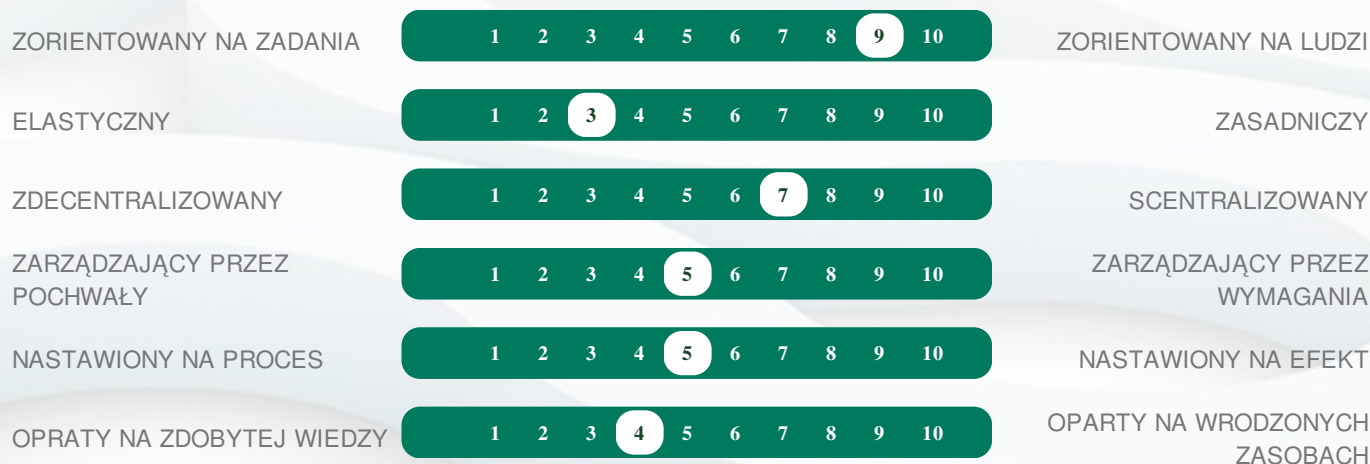 ZORIENTOWANY NA ZADANIA 1 2 3 4 5 6 7 8 9 10 ZORIENTOWANY NA LUDZI
ELASTYCZNY 1 2 3 4 5 6 7 8 9 10 ZASADNICZY
ZDECENTRALIZOWANY 1 2 3 4 5 6 7 8 9 10 SCENTRALIZOWANY
ZARZĄDZAJĄCY PRZEZ
POCHWAŁY
1 2 3 4 5 6 7 8 9 10
ZARZĄDZAJĄCY PRZEZ
WYMAGANIA
NASTAWIONY NA PROCES 1 2 3 4 5 6 7 8 9 10 NASTAWIONY NA EFEKT
OPRATY NA ZDOBYTEJ WIEDZY 1 2 3 4 5 6 7 8 9 10
OPARTY NA WRODZONYCH
ZASOBACH